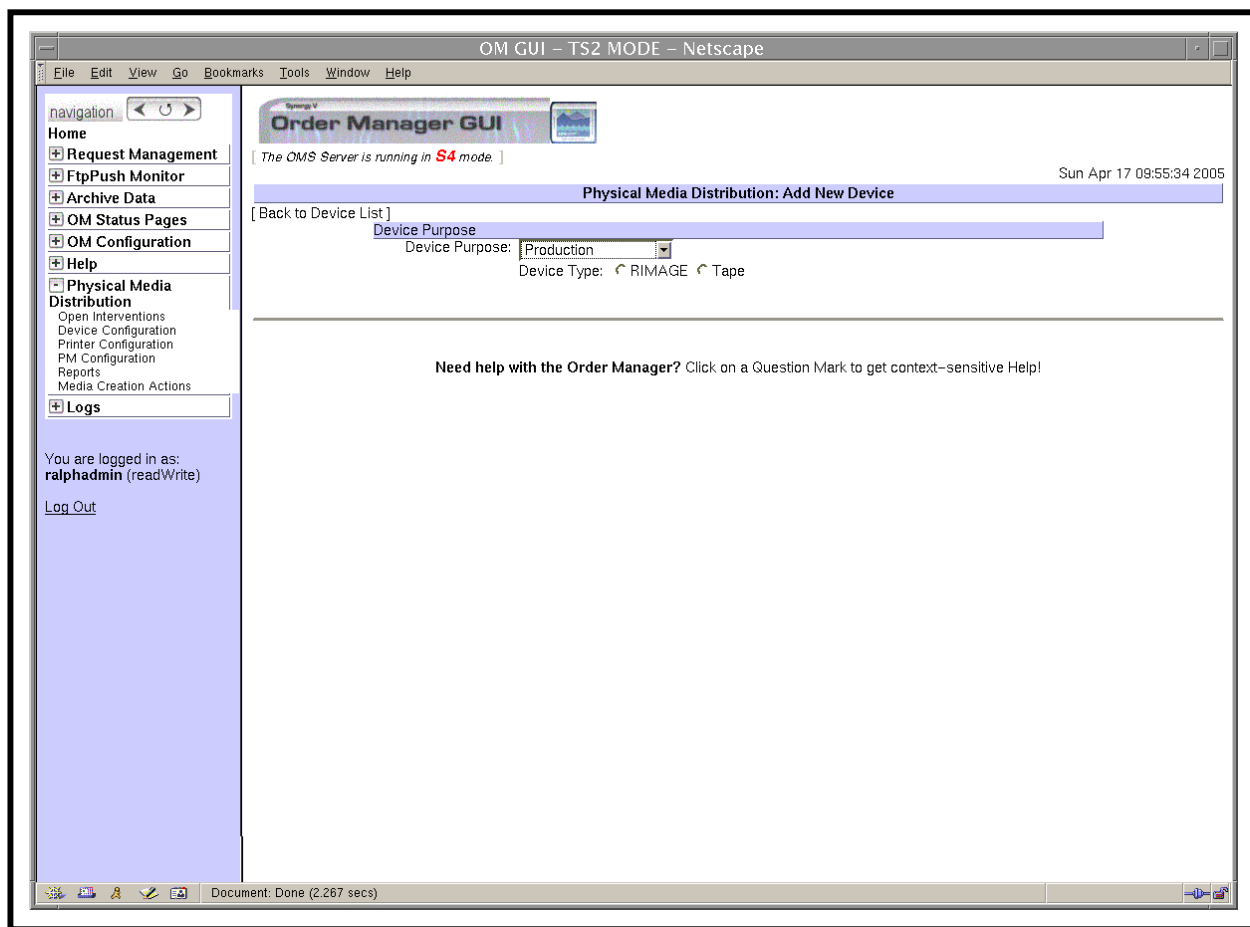 OM GUI – TS2 MODE – Netscape
File Edit View Go Bookmarks Tools Window Help
navigation
Home
Request Management
FtpPush Monitor
Archive Data
OM Status Pages
OM Configuration
Help
Physical Media
Distribution
Open Interventions
Device Configuration
Printer Configuration
PM Configuration
Reports
Media Creation Actions
Logs
You are logged in as:
ralphadmin (readWrite)
Log Out
Synergy V
Order Manager GUI
[ The OMS Server is running in S4 mode. ]
Sun Apr 17 09:55:34 2005
Physical Media Distribution: Add New Device
[ Back to Device List ]
Device Purpose
Device Purpose: Production
Device Type: RIMAGE Tape
Need help with the Order Manager? Click on a Question Mark to get context–sensitive Help!
Document: Done (2.267 secs)